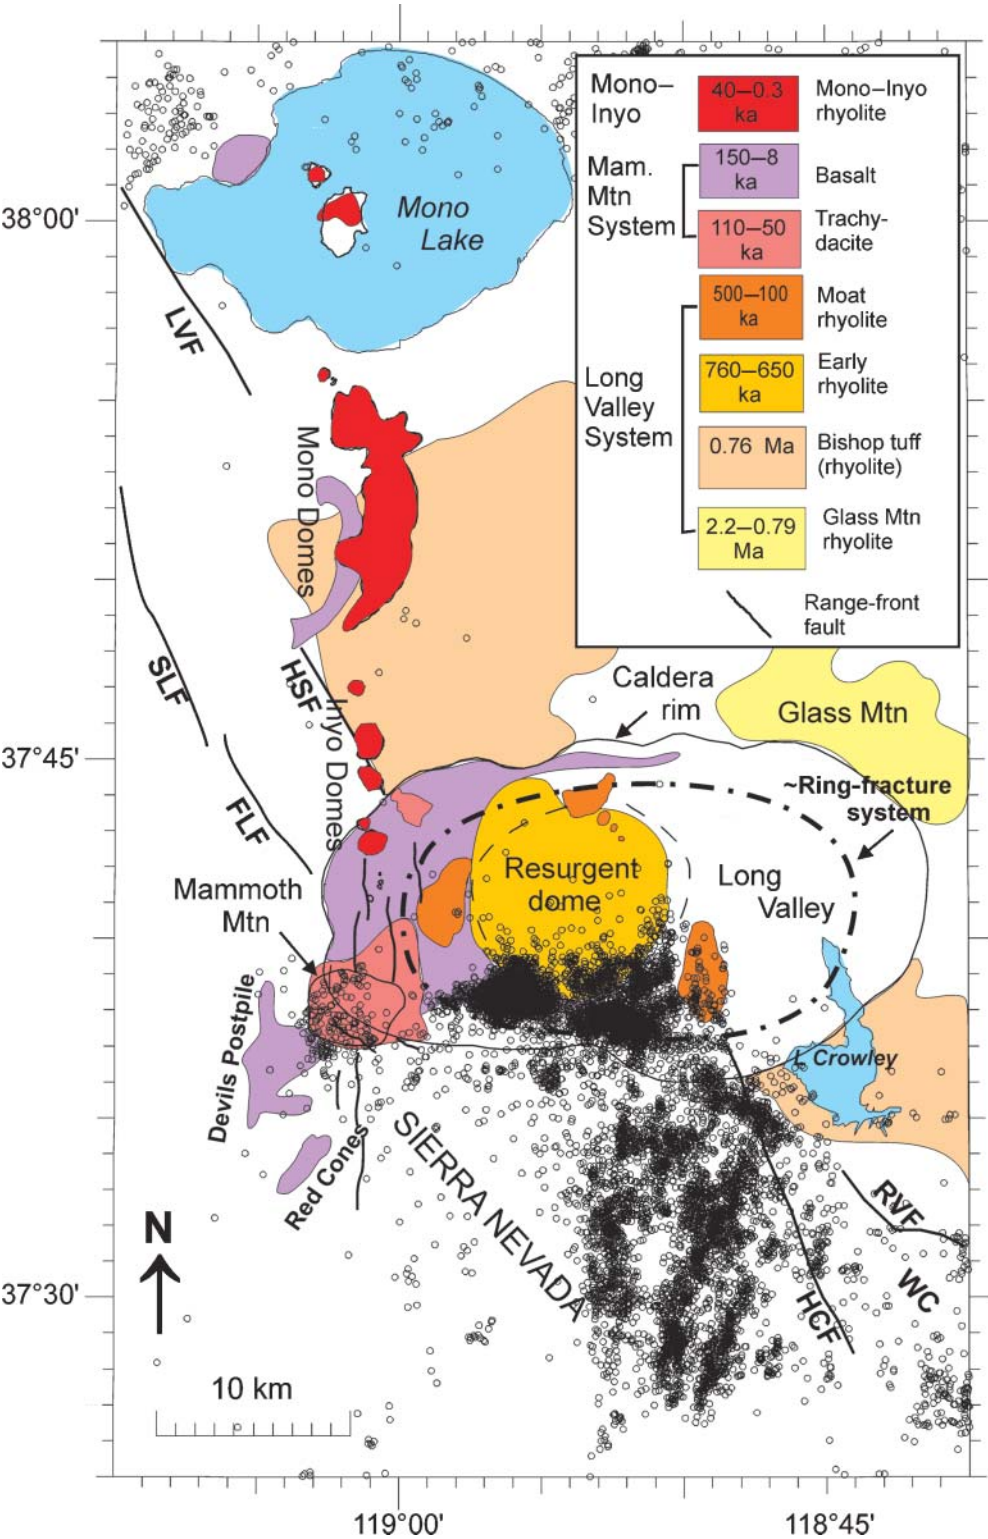 Mono–
Inyo
40–0.3
ka
Mono–Inyo
rhyolite
Mam.
Mtn
System
150–8
ka
Basalt
110–50
ka
Trachy-
dacite
Long
Valley
System
500–100
ka
Moat
rhyolite
760–650
ka
Early
rhyolite
0.76 Ma
Bishop tuff
(rhyolite)
2.2–0.79
Ma
Glass Mtn
rhyolite
Range-front
fault
38°00'
Mono
Lake
LVF
Mono Domes
SLF
HSF
Inyo Domes
Caldera
rim
Glass Mtn
37°45'
~Ring-fracture
system
FLF
Mammoth
Mtn
Resurgent
dome
Long
Valley
Devils Postpile
L Crowley
Red Cones
SIERRA NEVADA
RVF
N
37°30'
WC
HCF
10 km
119°00'
118°45'